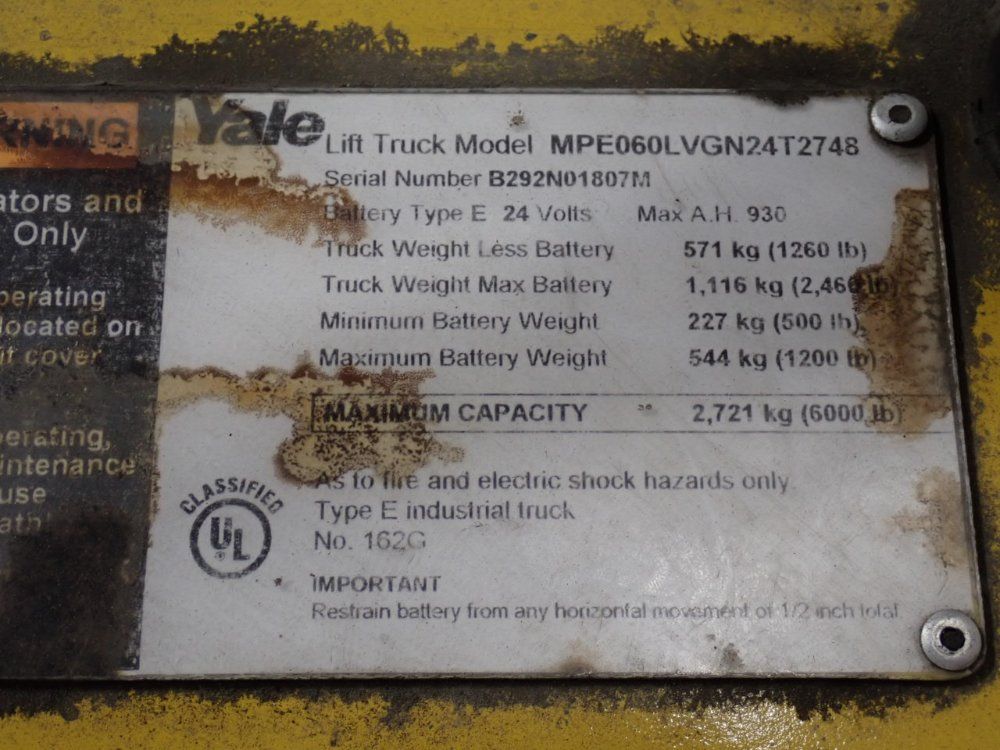 Yale
Lift Truck Model MPE060LVGN24T2748
Serial Number B292N01807M
Battery Type E 24 Volts Max A.H. 930
Truck Weight Less Battery 571 kg (1260 lb)
Truck Weight Max Battery 1,116 kg (2,460 lb)
Minimum Battery Weight 227 kg (500 lb)
Maximum Battery Weight 544 kg (1200 lb)
MAXIMUM CAPACITY 2,721 kg (6000 lb)
As to fire and electric shock hazards only.
Type E industrial truck
No. 162G
CLASSIFIED
UL
IMPORTANT
Restrain battery from any horizontal movement of 1/2 inch total
RNING
ators and
Only
perating
located on
cover
erating,
intenance
use
ath!